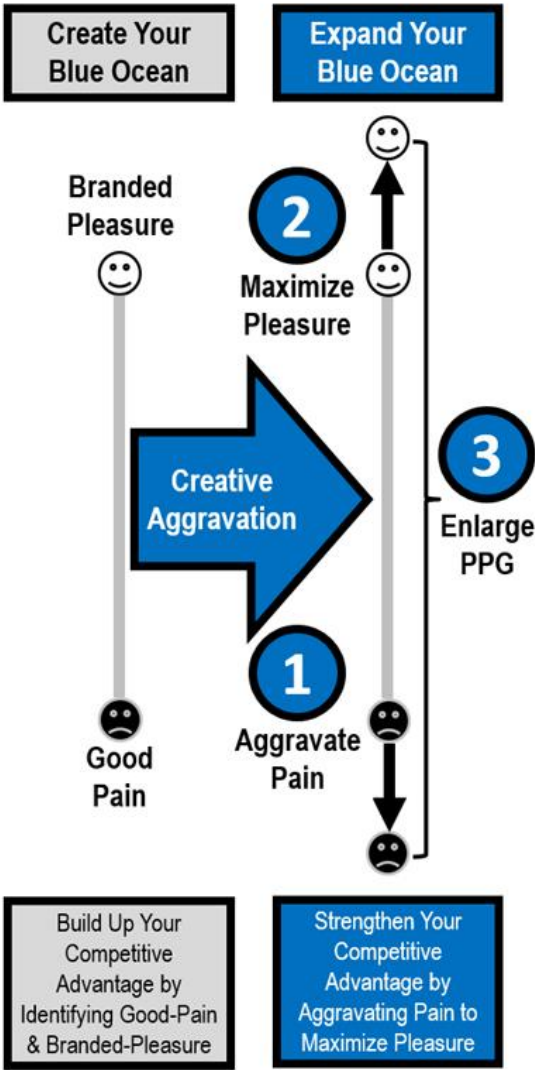 Create Your
Blue Ocean
Expand Your
Blue Ocean
Branded
Pleasure
2
Maximize
Pleasure
Creative
Aggravation
3
Enlarge
PPG
1
Aggravate
Pain
Good
Pain
Build Up Your
Competitive
Advantage by
Identifying Good-Pain
& Branded-Pleasure
Strengthen Your
Competitive
Advantage by
Aggravating Pain to
Maximize Pleasure